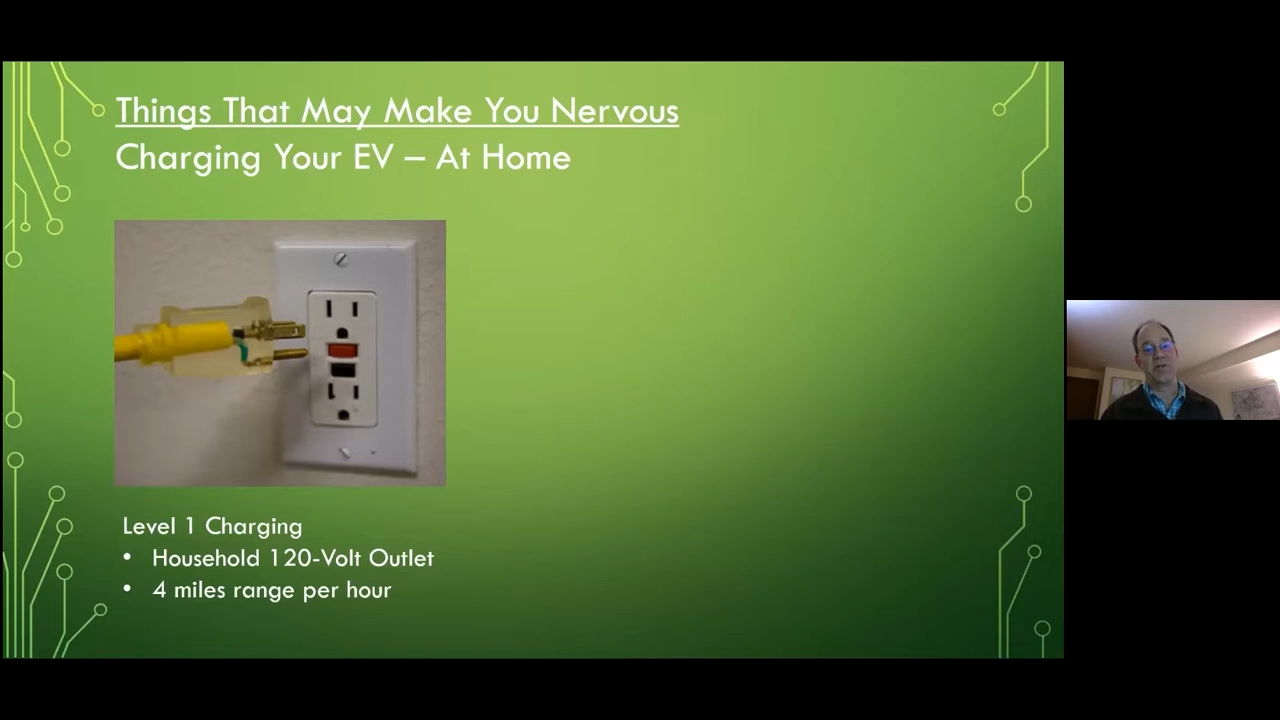 Things That May Make You Nervous
Charging Your EV – At Home
Level 1 Charging
• Household 120-Volt Outlet
• 4 miles range per hour